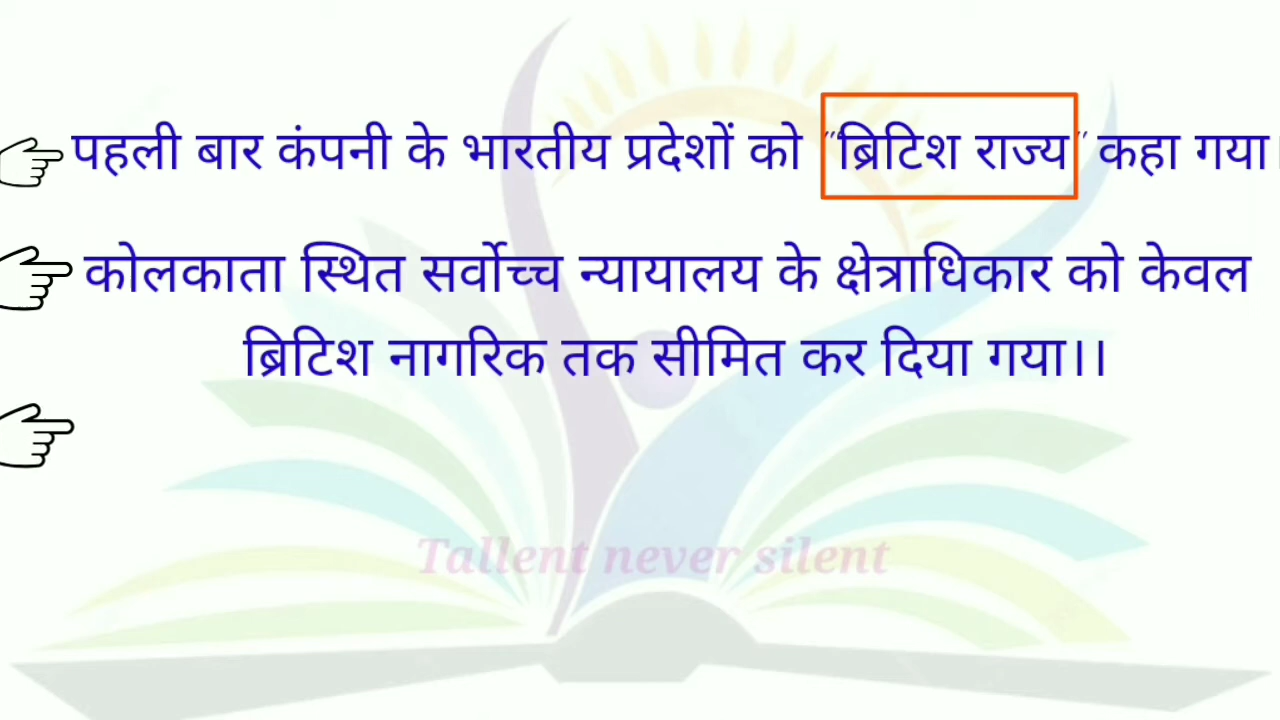 पहली बार कंपनी के भारतीय प्रदेशों को "ब्रिटिश राज्य" कहा गया।
कोलकाता स्थित सर्वोच्च न्यायालय के क्षेत्राधिकार को केवल
ब्रिटिश नागरिक तक सीमित कर दिया गया।।
Tallent never silent